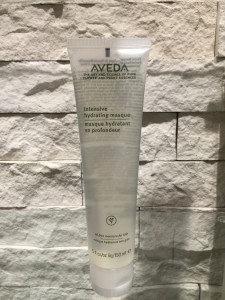 AVEDA
THE ART AND SCIENCE OF PURE
FLOWER AND PLANT ESSENCES
intensive
hydrating masque
masque hydratant
en profondeur